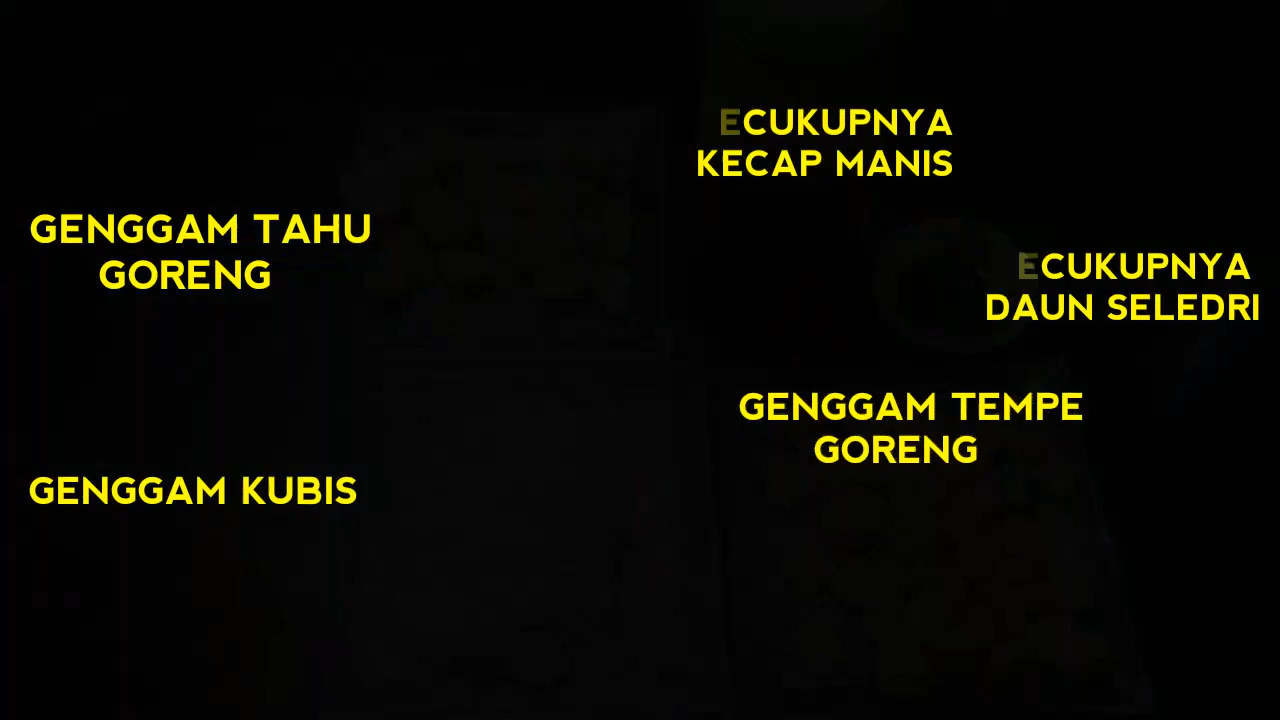 ECUKUPNYA
KECAP MANIS
GENGGAM TAHU
GORENG
ECUKUPNYA
DAUN SELEDRI
GENGGAM TEMPE
GORENG
GENGGAM KUBIS